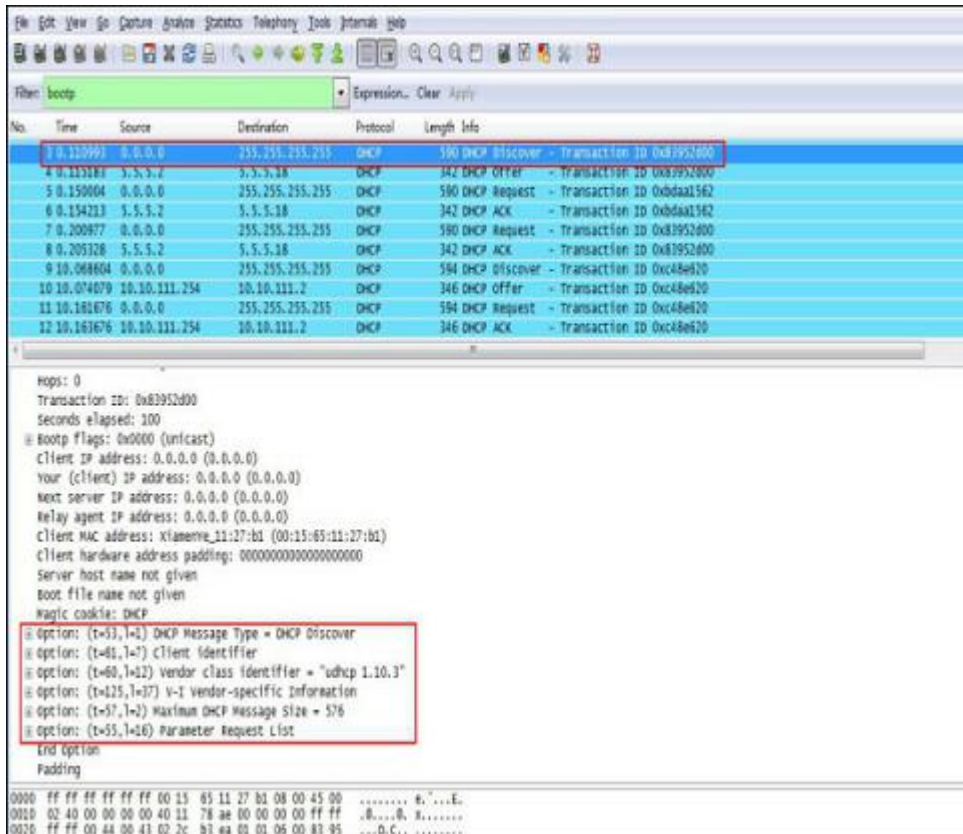 File Edit View Go Capture Analyze Statistics Telephony Tools Internals Help
Filter: bootp Expression... Clear Apply
No. Time Source Destination Protocol Length Info
3 0.110993 0.0.0.0 255.255.255.255 DHCP 590 DHCP Discover - Transaction ID 0x83952d00
4 0.115183 5.5.5.2 5.5.5.18 DHCP 342 DHCP Offer - Transaction ID 0x83952d00
5 0.150004 0.0.0.0 255.255.255.255 DHCP 590 DHCP Request - Transaction ID 0xbdaa1562
6 0.154213 5.5.5.2 5.5.5.18 DHCP 342 DHCP ACK - Transaction ID 0xbdaa1562
7 0.200977 0.0.0.0 255.255.255.255 DHCP 590 DHCP Request - Transaction ID 0x83952d00
8 0.205328 5.5.5.2 5.5.5.18 DHCP 342 DHCP ACK - Transaction ID 0x83952d00
9 10.068604 0.0.0.0 255.255.255.255 DHCP 594 DHCP Discover - Transaction ID 0xc48e620
10 10.074079 10.10.111.254 10.10.111.2 DHCP 346 DHCP Offer - Transaction ID 0xc48e620
11 10.161676 0.0.0.0 255.255.255.255 DHCP 594 DHCP Request - Transaction ID 0xc48e620
12 10.163676 10.10.111.254 10.10.111.2 DHCP 346 DHCP ACK - Transaction ID 0xc48e620
Hops: 0
Transaction ID: 0x83952d00
Seconds elapsed: 100
Bootp flags: 0x0000 (unicast)
Client IP address: 0.0.0.0 (0.0.0.0)
Your (client) IP address: 0.0.0.0 (0.0.0.0)
Next server IP address: 0.0.0.0 (0.0.0.0)
Relay agent IP address: 0.0.0.0 (0.0.0.0)
Client MAC address: XiamenYe_11:27:b1 (00:15:65:11:27:b1)
Client hardware address padding: 00000000000000000000
Server host name not given
Boot file name not given
Magic cookie: DHCP
Option: (t=53,l=1) DHCP Message Type = DHCP Discover
Option: (t=61,l=7) Client identifier
Option: (t=60,l=12) Vendor class identifier = "udhcp 1.10.3"
Option: (t=125,l=37) V-I Vendor-specific Information
Option: (t=57,l=2) Maximum DHCP Message Size = 576
Option: (t=55,l=16) Parameter Request List
End Option
Padding
0000 ff ff ff ff ff ff 00 15 65 11 27 b1 08 00 45 00 ........ e.'...E.
0010 02 40 00 00 00 00 40 11 78 ae 00 00 00 00 ff ff .@....@. x.......
0020 ff ff 00 44 00 43 02 2c b3 ea 01 01 06 00 83 95 ...D.C., ........